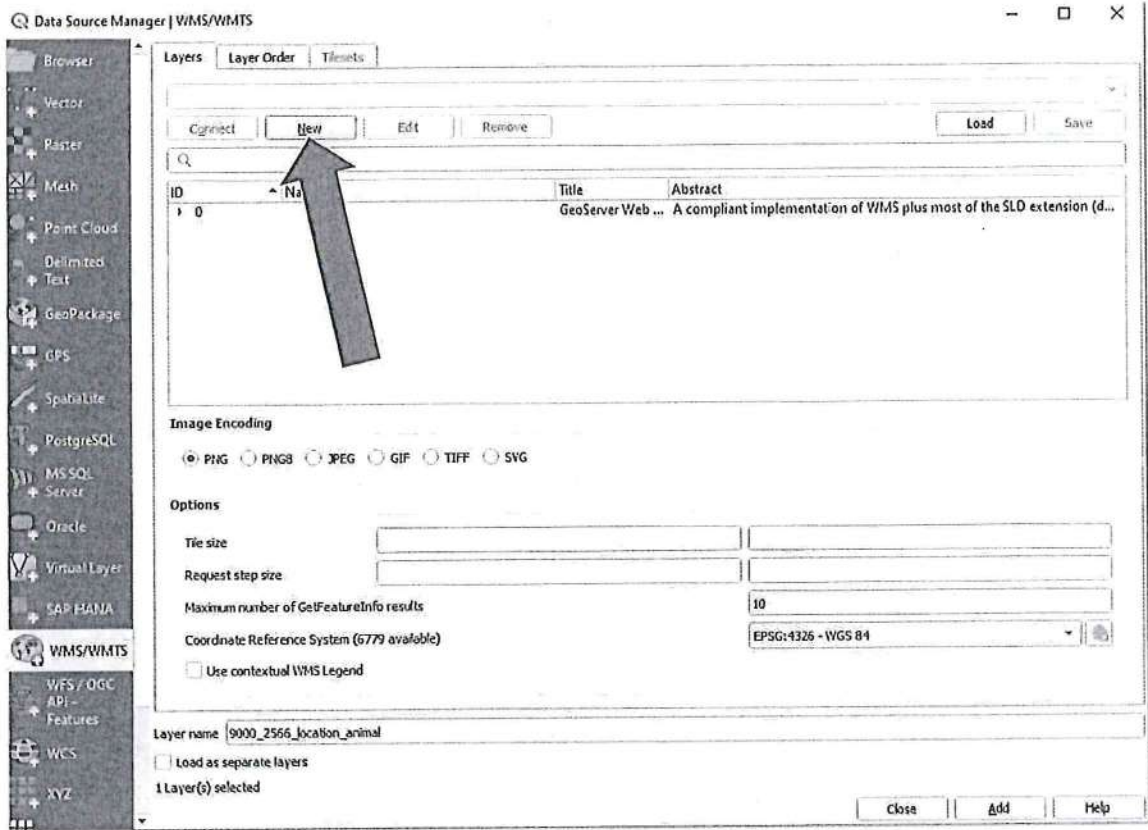 Data Source Manager | WMS/WMTS
Browser
Vector
Raster
Mesh
Point Cloud
Delimited
Text
GeoPackage
GPS
SpatiaLite
PostgreSQL
MS SQL
Server
Oracle
Virtual Layer
SAP HANA
WMS/WMTS
WFS / OGC
API -
Features
WCS
XYZ
Layers Layer Order Tilesets
Connect New Edit Remove Load Save
ID Na Title Abstract
0 GeoServer Web ... A compliant implementation of WMS plus most of the SLD extension (d...
Image Encoding
PNG PNG8 JPEG GIF TIFF SVG
Options
Tile size
Request step size
Maximum number of GetFeatureInfo results 10
Coordinate Reference System (6779 available) EPSG:4326 - WGS 84
Use contextual WMS Legend
Layer name 9000_2566_location_animal
Load as separate layers
1 Layer(s) selected
Close Add Help